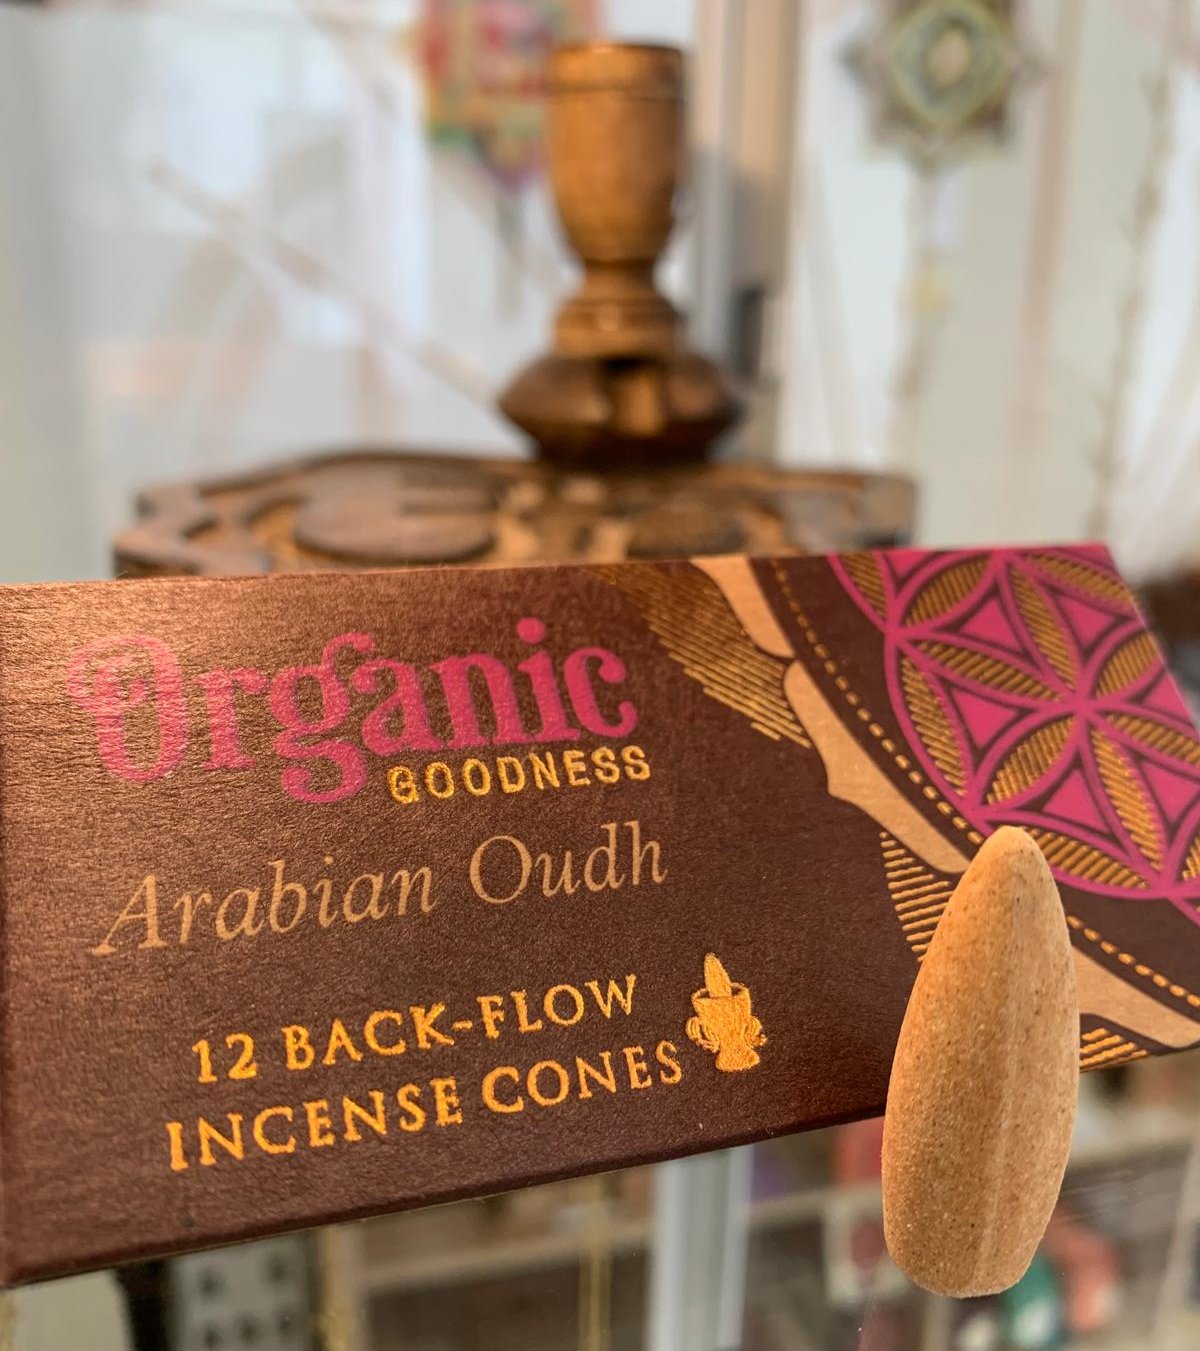 Organic
GOODNESS
Arabian Oudh
12 BACK-FLOW
INCENSE CONES